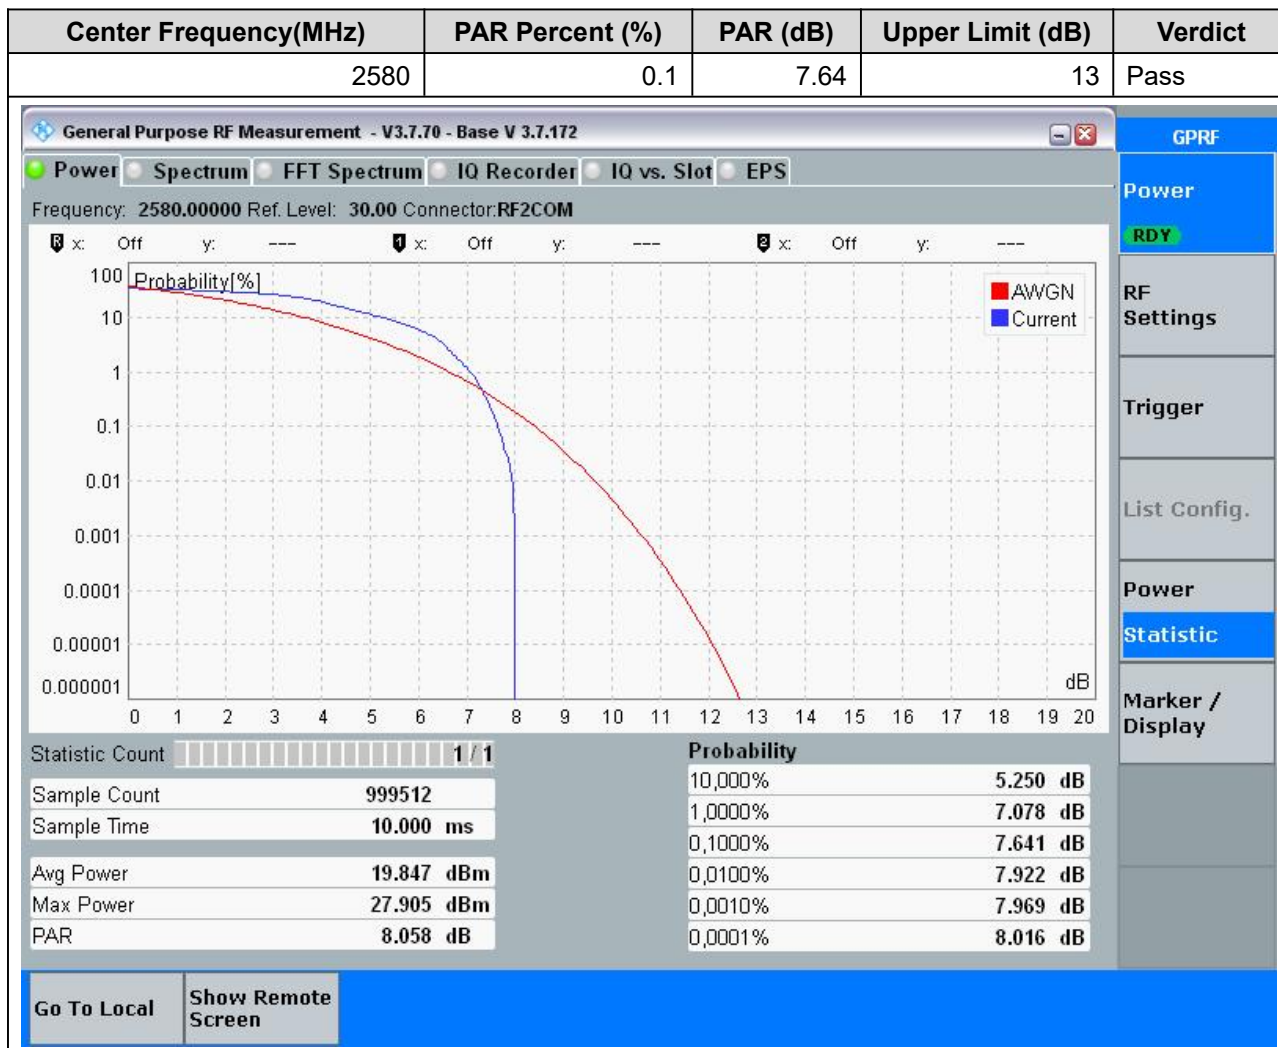 Center Frequency(MHz) PAR Percent (%) PAR (dB) Upper Limit (dB) Verdict
2580 0.1 7.64 13 Pass
General Purpose RF Measurement - V3.7.70 - Base V 3.7.172
GPRF
Power Spectrum FFT Spectrum IQ Recorder IQ vs. Slot EPS
Power
RDY
Frequency: 2580.00000 Ref. Level: 30.00 Connector:RF2COM
R x: Off y: --- 1 x: Off y: --- 2 x: Off y: ---
Probability[%]
AWGN
Current
100
10
1
0.1
0.01
0.001
0.0001
0.00001
0.000001
dB
0 1 2 3 4 5 6 7 8 9 10 11 12 13 14 15 16 17 18 19 20
RF
Settings
Trigger
List Config.
Power
Statistic
Marker /
Display
Statistic Count 1 / 1
Sample Count 999512
Sample Time 10.000 ms
Avg Power 19.847 dBm
Max Power 27.905 dBm
PAR 8.058 dB
Probability
10,000% 5.250 dB
1,0000% 7.078 dB
0,1000% 7.641 dB
0,0100% 7.922 dB
0,0010% 7.969 dB
0,0001% 8.016 dB
Go To Local
Show Remote
Screen